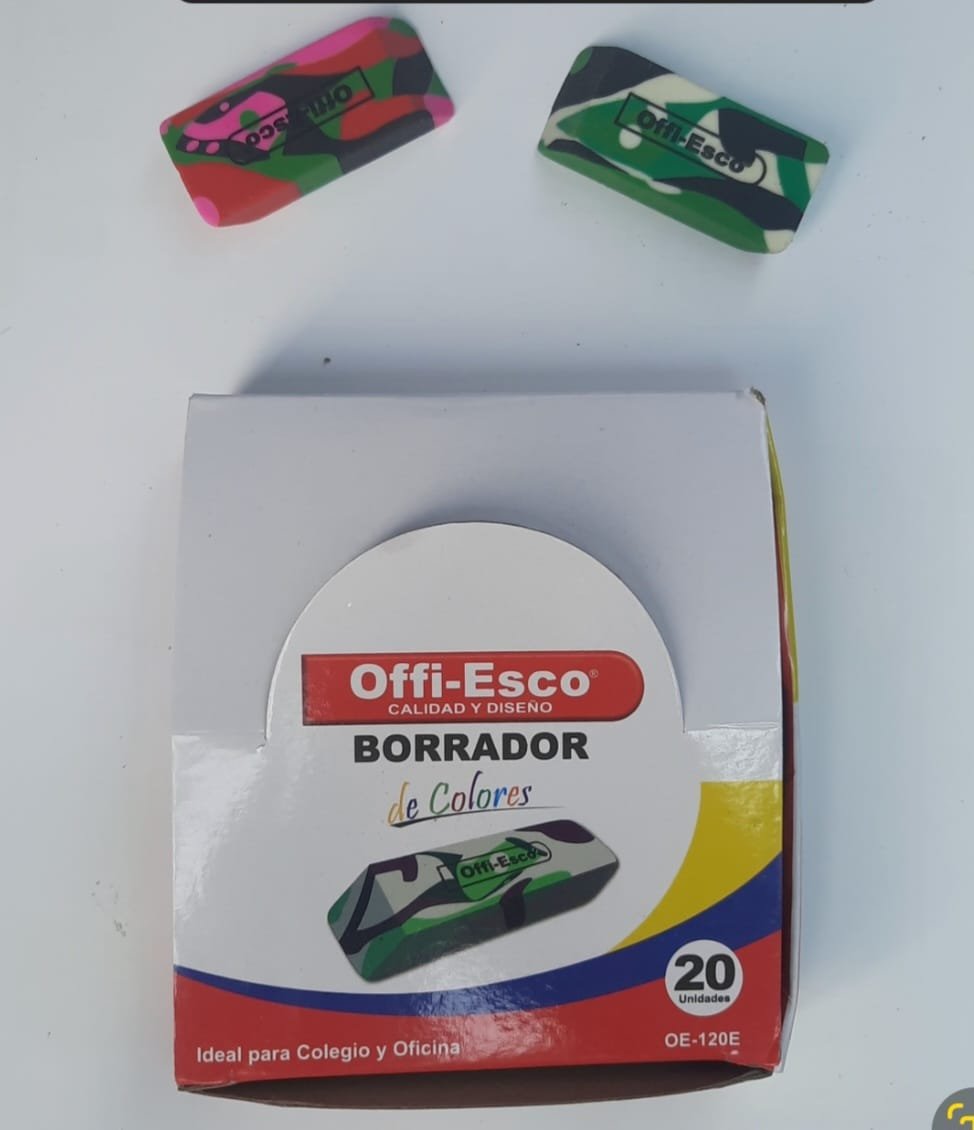 Offi-Esco
Offi-Esco
Offi-Esco®
CALIDAD Y DISEÑO
BORRADOR
de Colores
Offi-Esco
20
Unidades
OE-120E
Ideal para Colegio y Oficina